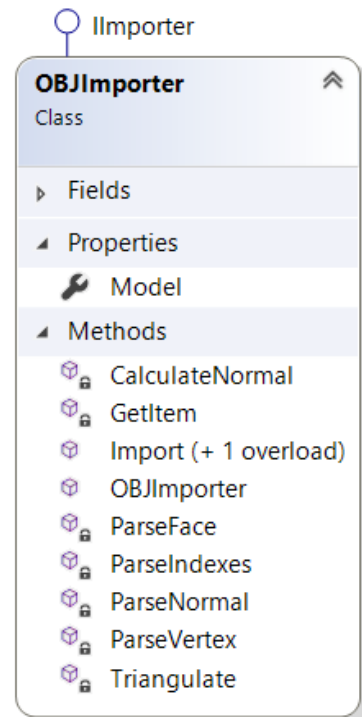 IImporter
OBJImporter
Class
Fields
Properties
Model
Methods
CalculateNormal
GetItem
Import (+ 1 overload)
OBJImporter
ParseFace
ParseIndexes
ParseNormal
ParseVertex
Triangulate